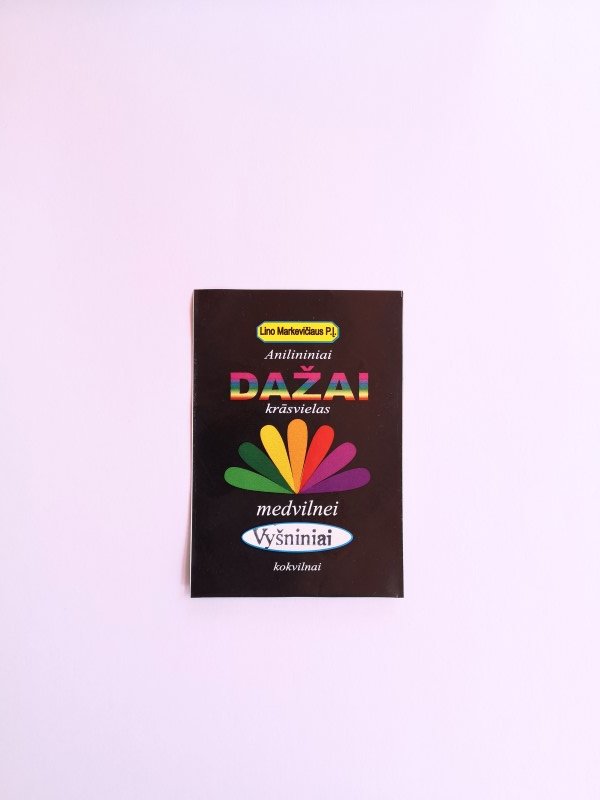 Lino Markevičiaus P.Į.
Anilininiai
DAŽAI
krāsvielas
medvilnei
Vyšniniai
kokvilnai